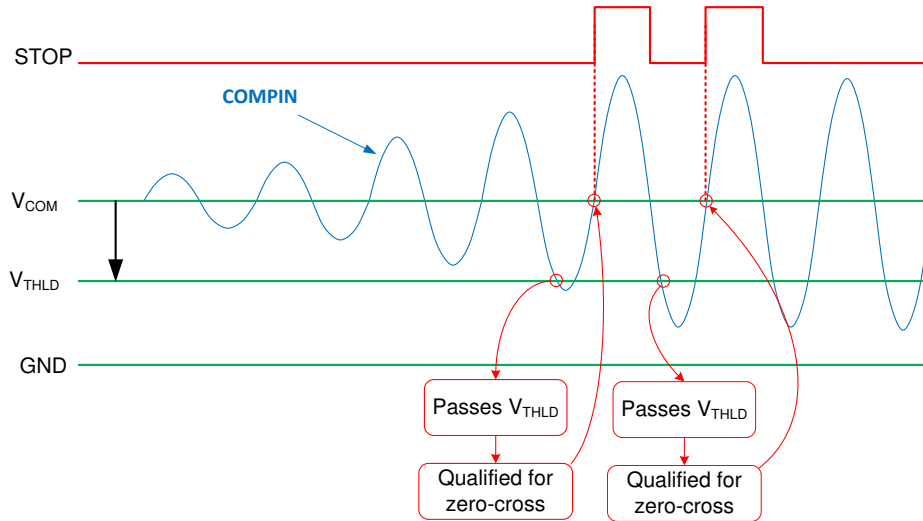 STOP
COMPIN
VCOM
VTHLD
GND
Passes VTHLD
Qualified for
zero-cross
Passes VTHLD
Qualified for
zero-cross